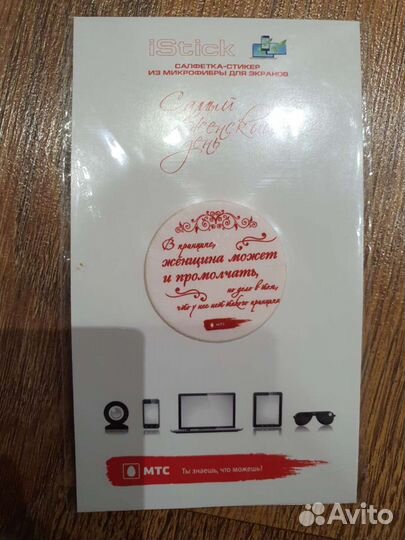 iStick
САЛФЕТКА-СТИКЕР
ИЗ МИКРОФИБРЫ ДЛЯ ЭКРАНОВ
Самый
женский
день
В принципе,
женщина может
и промолчать,
но дело в том,
что у нее нет такого принципа
МТС
МТС Ты знаешь, что можешь!
Avito